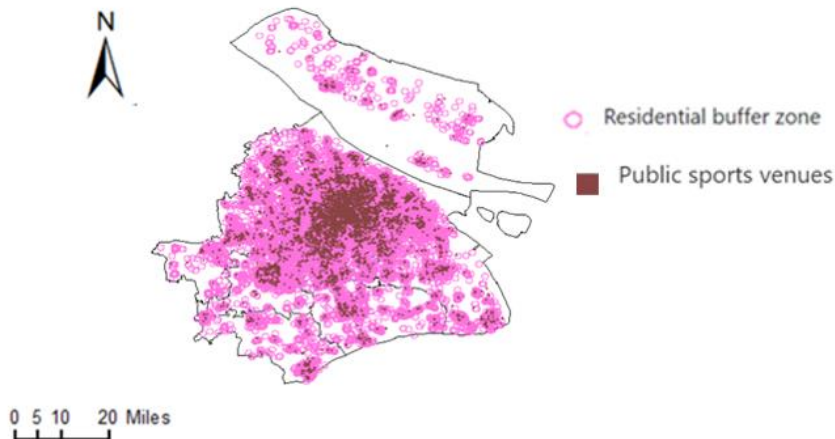 N
Residential buffer zone
Public sports venues
0 5 10 20 Miles